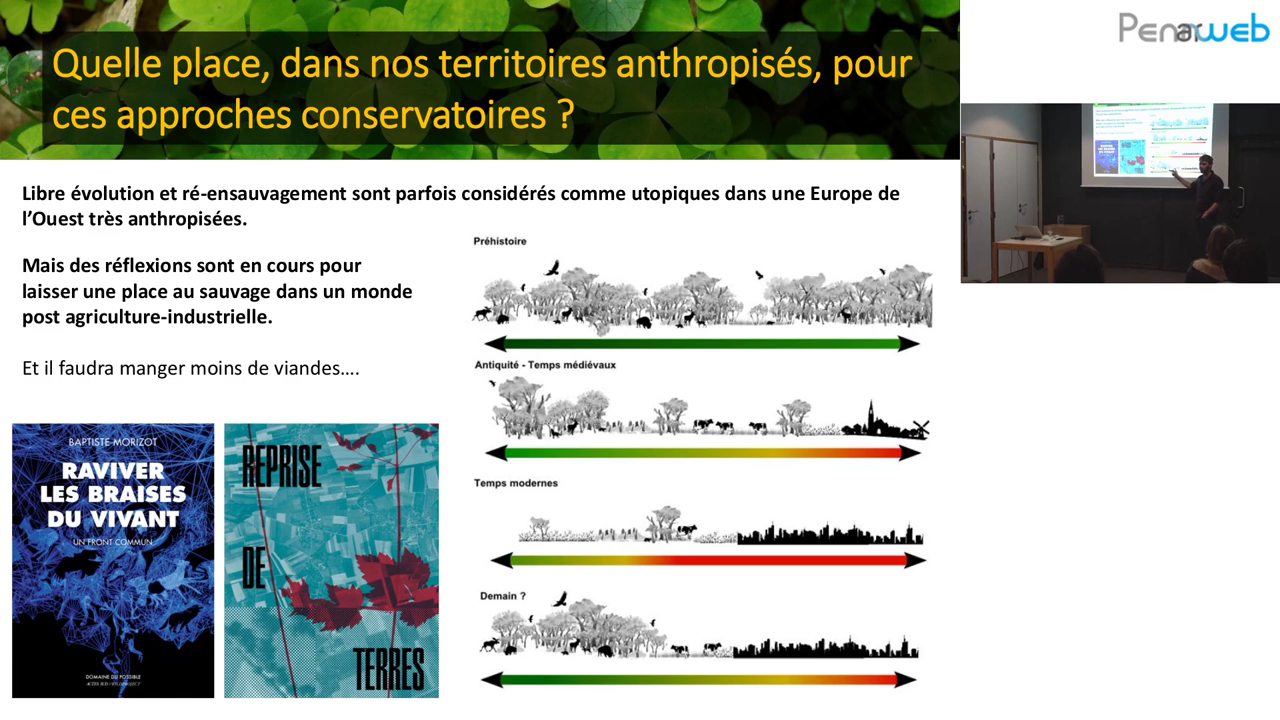 Quelle place, dans nos territoires anthropisés, pour
ces approches conservatoires ?
Penarweb
Libre évolution et ré-ensauvagement sont parfois considérés comme utopiques dans une Europe de
l’Ouest très anthropisées.
Mais des réflexions sont en cours pour
laisser une place au sauvage dans un monde
post agriculture-industrielle.
Et il faudra manger moins de viandes….
Préhistoire
Antiquité - Temps médiévaux
Temps modernes
Demain ?
BAPTISTE MORIZOT
RAVIVER
LES BRAISES
DU VIVANT
UN FRONT COMMUN
DOMAINE DU POSSIBLE
REPRISE
DE
TERRES